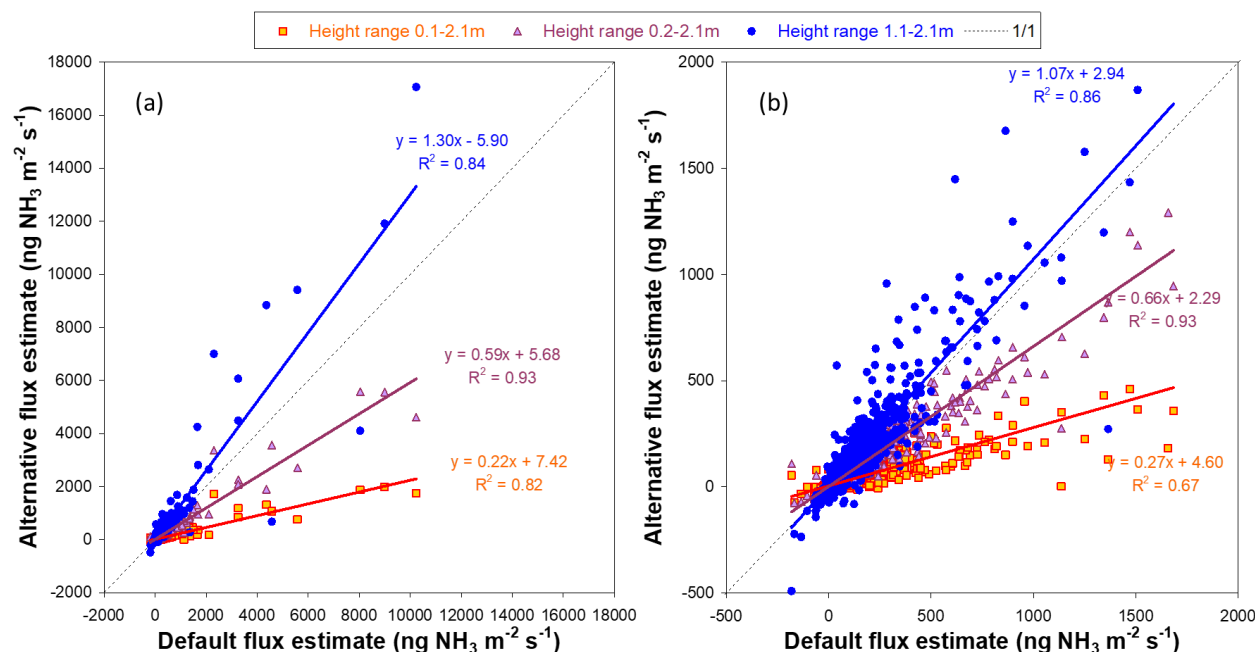 Height range 0.1-2.1m Height range 0.2-2.1m Height range 1.1-2.1m 1/1
(a)
Alternative flux estimate (ng NH₃ m⁻² s⁻¹)
18000
16000
14000
12000
10000
8000
6000
4000
2000
0
-2000
y = 1.30x - 5.90
R² = 0.84
y = 0.59x + 5.68
R² = 0.93
y = 0.22x + 7.42
R² = 0.82
-2000 0 2000 4000 6000 8000 10000 12000 14000 16000 18000
Default flux estimate (ng NH₃ m⁻² s⁻¹)
(b)
Alternative flux estimate (ng NH₃ m⁻² s⁻¹)
2000
1500
1000
500
0
-500
y = 1.07x + 2.94
R² = 0.86
y = 0.66x + 2.29
R² = 0.93
y = 0.27x + 4.60
R² = 0.67
-500 0 500 1000 1500 2000
Default flux estimate (ng NH₃ m⁻² s⁻¹)